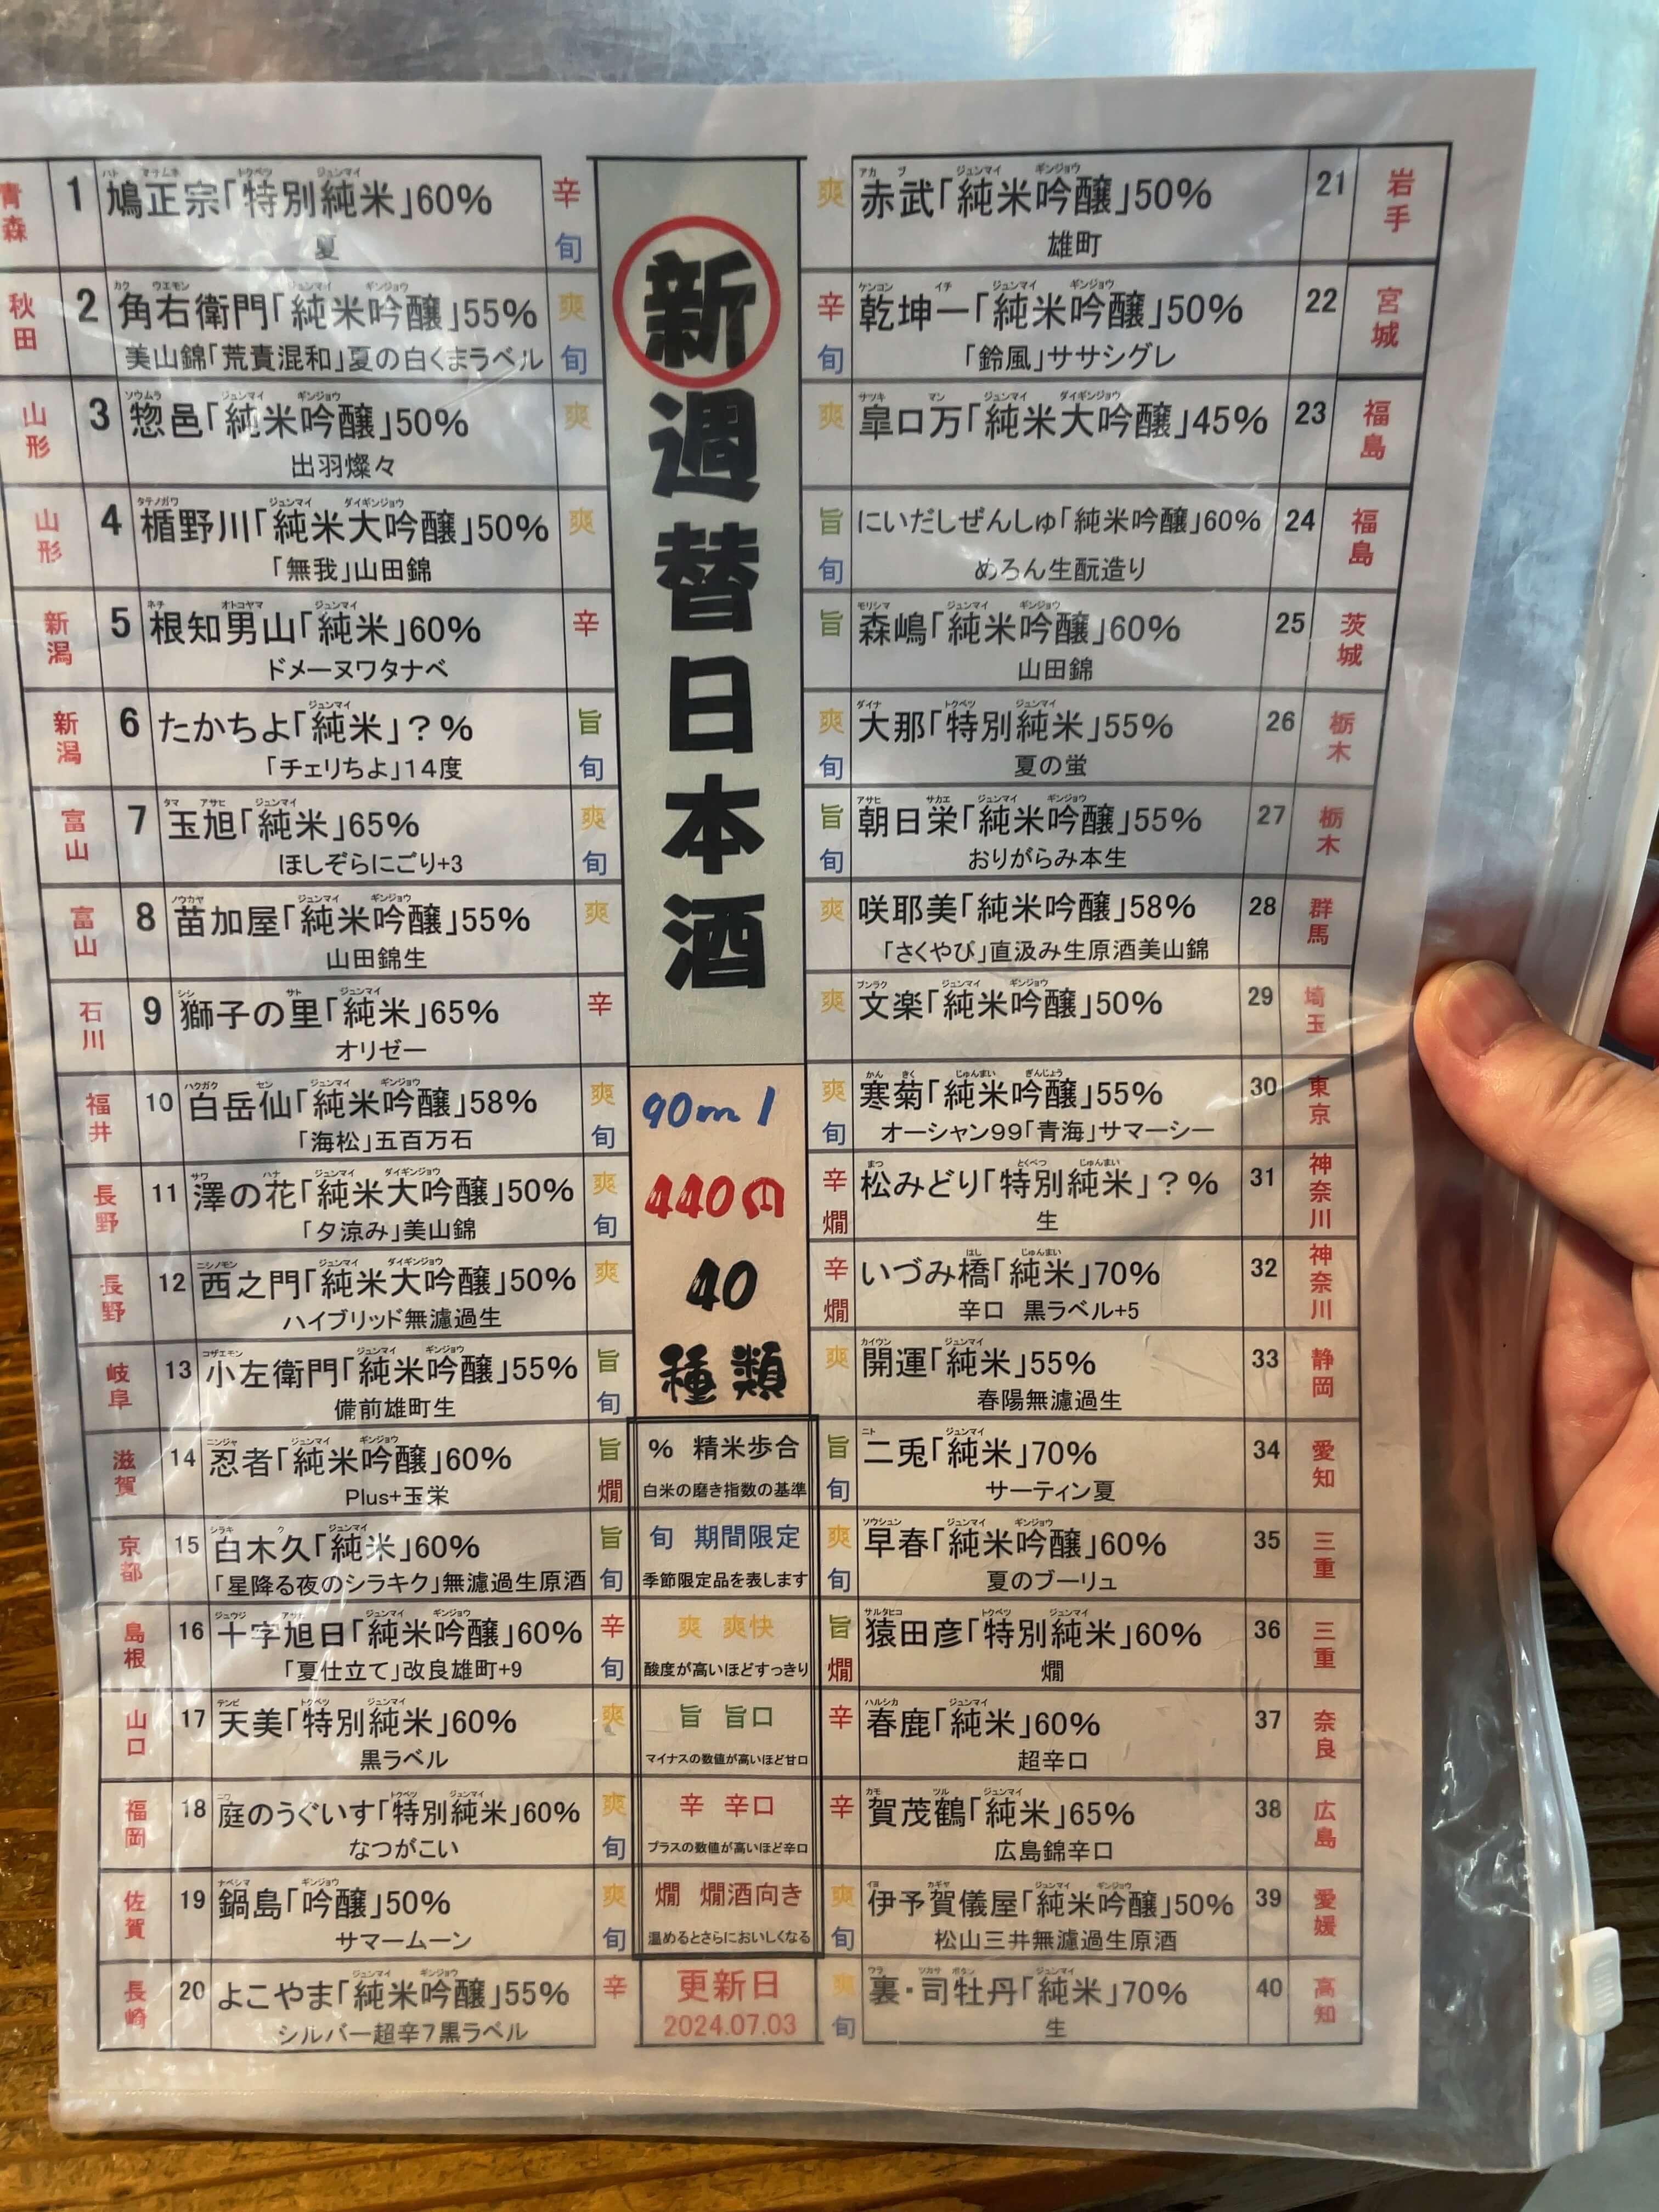 青森 1 鳩正宗「特別純米」60% 辛
夏 旬
秋田 2 角右衛門「純米吟醸」55% 爽
美山錦「荒責混和」夏の白くまラベル 旬
山形 3 惣邑「純米吟醸」50% 爽
出羽燦々
山形 4 楯野川「純米大吟醸」50% 爽
「無我」山田錦
新潟 5 根知男山「純米」60% 辛
ドメーヌワタナベ
新潟 6 たかちよ「純米」?% 旨
「チェリちよ」14度 旬
富山 7 玉旭「純米」65% 爽
ほしぞらにごり+3 旬
富山 8 苗加屋「純米吟醸」55% 爽
山田錦生
石川 9 獅子の里「純米」65% 辛
オリゼー
福井 10 白岳仙「純米吟醸」58% 爽
「海松」五百万石 旬
長野 11 澤の花「純米大吟醸」50% 爽
「夕涼み」美山錦 旬
長野 12 西之門「純米大吟醸」50% 爽
ハイブリッド無濾過生
岐阜 13 小左衛門「純米吟醸」55% 旨
備前雄町生 旬
滋賀 14 忍者「純米吟醸」60% 旨
Plus+玉栄 燗
京都 15 白木久「純米」60% 旨
「星降る夜のシラキク」無濾過生原酒 旬
島根 16 十字旭日「純米吟醸」60% 辛
「夏仕立て」改良雄町+9 旬
山口 17 天美「特別純米」60% 爽
黒ラベル
福岡 18 庭のうぐいす「特別純米」60% 爽
なつがこい 旬
佐賀 19 鍋島「吟醸」50% 爽
サマームーン 旬
長崎 20 よこやま「純米吟醸」55% 辛
シルバー超辛7黒ラベル
新週替日本酒
90ml
440円
40
種類
% 精米歩合
白米の磨き指数の基準
旬 期間限定
季節限定品を表します
爽 爽快
酸度が高いほどすっきり
旨 旨口
マイナスの数値が高いほど甘口
辛 辛口
プラスの数値が高いほど辛口
燗 燗酒向き
温めるとさらにおいしくなる
更新日
2024.07.03
爽 赤武「純米吟醸」50% 21 岩手
雄町
辛 乾坤一「純米吟醸」50% 22 宮城
旬 「鈴風」ササシグレ
爽 皐口万「純米大吟醸」45% 23 福島
旨 にいだしぜんしゅ「純米吟醸」60% 24 福島
旬 めろん生酛造り
旨 森嶋「純米吟醸」60% 25 茨城
山田錦
爽 大那「特別純米」55% 26 栃木
旬 夏の蛍
旨 朝日栄「純米吟醸」55% 27 栃木
旬 おりがらみ本生
爽 咲耶美「純米吟醸」58% 28 群馬
「さくやび」直汲み生原酒美山錦
爽 文楽「純米吟醸」50% 29 埼玉
爽 寒菊「純米吟醸」55% 30 東京
旬 オーシャン99「青海」サマーシー
辛 松みどり「特別純米」?% 31 神奈川
燗 生
辛 いづみ橋「純米」70% 32 神奈川
燗 辛口 黒ラベル+5
爽 開運「純米」55% 33 静岡
春陽無濾過生
旨 二兎「純米」70% 34 愛知
旬 サーティン夏
爽 早春「純米吟醸」60% 35 三重
旬 夏のブーリュ
旨 猿田彦「特別純米」60% 36 三重
燗 燗
辛 春鹿「純米」60% 37 奈良
超辛口
辛 賀茂鶴「純米」65% 38 広島
広島錦辛口
爽 伊予賀儀屋「純米吟醸」50% 39 愛媛
旬 松山三井無濾過生原酒
爽 裏・司牡丹「純米」70% 40 高知
旬 生